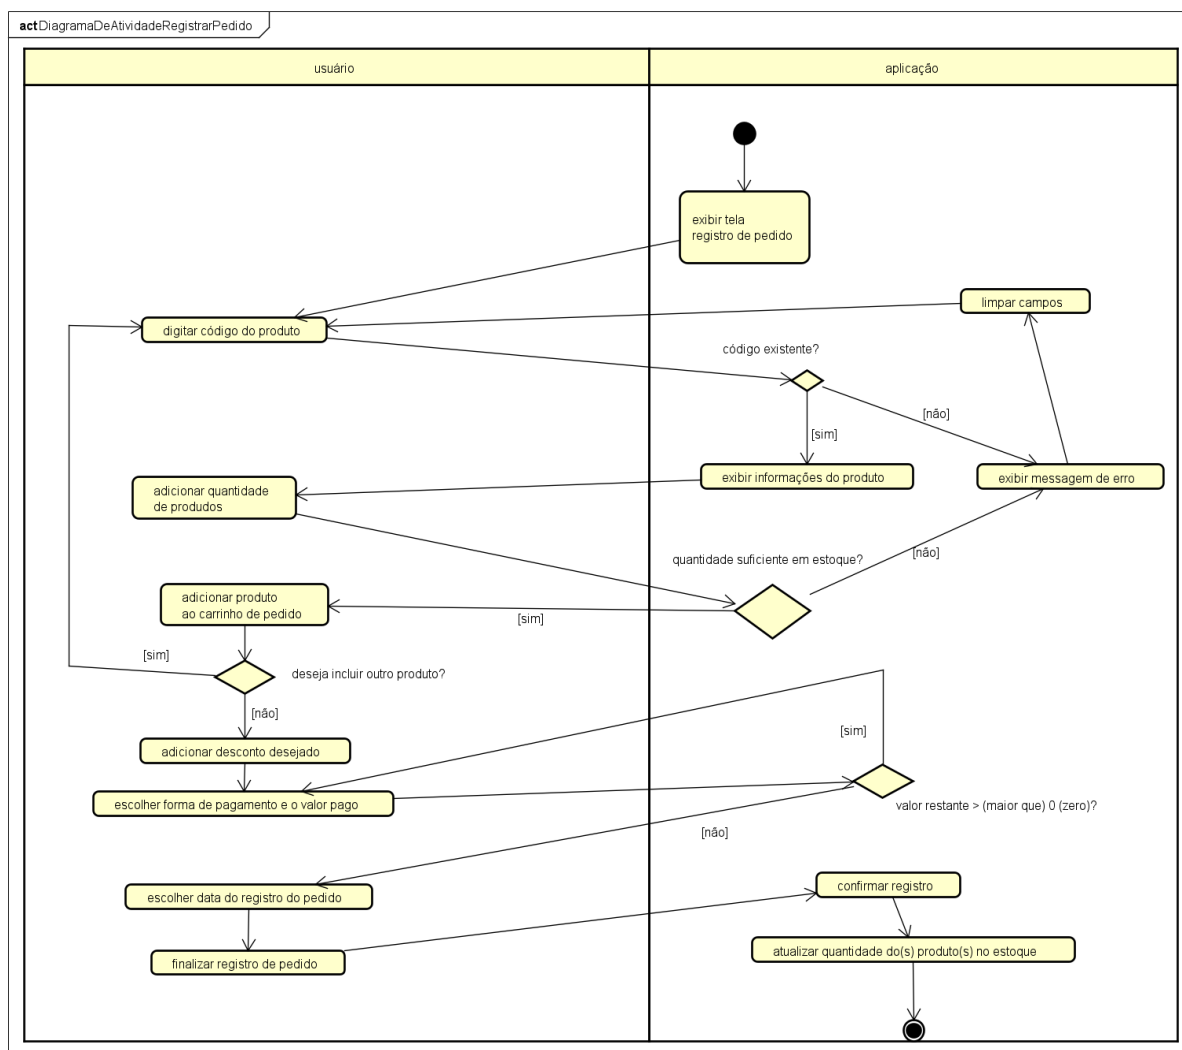 act DiagramaDeAtividadeRegistrarPedido
usuário
aplicação
exibir tela
registro de pedido
limpar campos
digitar código do produto
código existente?
[não]
[sim]
exibir informações do produto
exibir messagem de erro
adicionar quantidade
de produdos
quantidade suficiente em estoque?
[não]
adicionar produto
ao carrinho de pedido
[sim]
[sim]
deseja incluir outro produto?
[não]
[sim]
adicionar desconto desejado
escolher forma de pagamento e o valor pago
valor restante > (maior que) 0 (zero)?
[não]
confirmar registro
escolher data do registro do pedido
atualizar quantidade do(s) produto(s) no estoque
finalizar registro de pedido